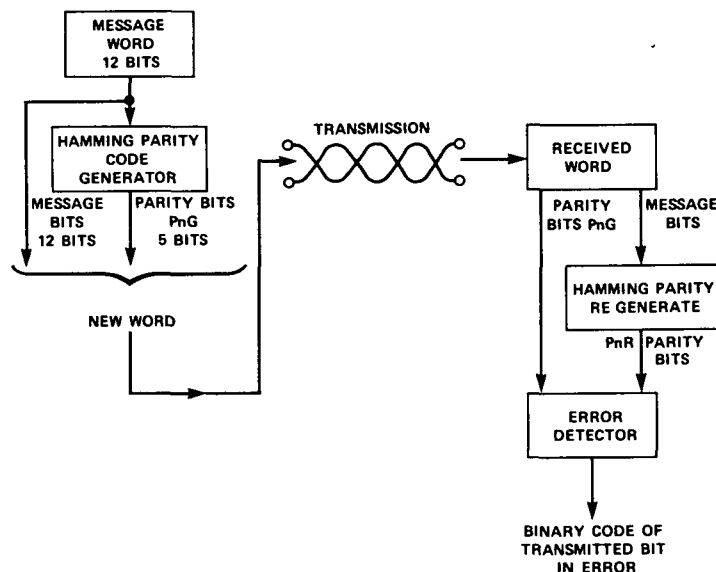 MESSAGE
WORD
12 BITS
HAMMING PARITY
CODE
GENERATOR
MESSAGE
BITS
12 BITS
PARITY BITS
PnG
5 BITS
NEW WORD
TRANSMISSION
RECEIVED
WORD
PARITY
BITS PnG
MESSAGE
BITS
HAMMING PARITY
RE GENERATE
PnR PARITY
BITS
ERROR
DETECTOR
BINARY CODE OF
TRANSMITTED BIT
IN ERROR